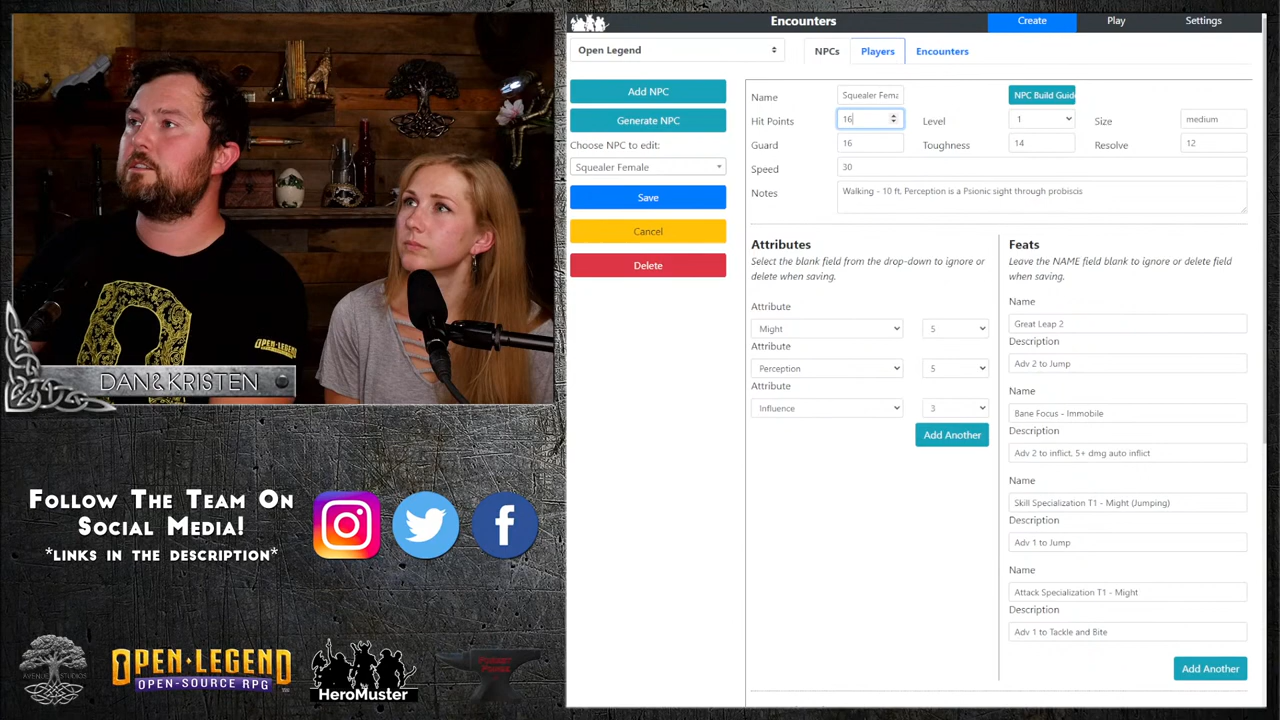 Encounters
Create
Play
Settings
Open Legend
NPCs
Players
Encounters
Add NPC
Generate NPC
Choose NPC to edit:
Squealer Female
Save
Cancel
Delete
Name
Squealer Fema
NPC Build Guid
Hit Points
16
Level
1
Size
medium
Guard
16
Toughness
14
Resolve
12
Speed
30
Notes
Walking - 10 ft, Perception is a Psionic sight through probiscis
Attributes
Select the blank field from the drop-down to ignore or
delete when saving.
Attribute
Might
5
Attribute
Perception
5
Attribute
Influence
3
Add Another
Feats
Leave the NAME field blank to ignore or delete field
when saving.
Name
Great Leap 2
Description
Adv 2 to Jump
Name
Bane Focus - Immobile
Description
Adv 2 to inflict, 5+ dmg auto inflict
Name
Skill Specialization T1 - Might (Jumping)
Description
Adv 1 to Jump
Name
Attack Specialization T1 - Might
Description
Adv 1 to Tackle and Bite
Add Another
OPEN-LEGEND
DAN & KRISTEN
Follow The Team On
Social Media!
*Links in the description*
AVENUE STUDIOS
OPEN LEGEND
OPEN-SOURCE RPG
HeroMuster